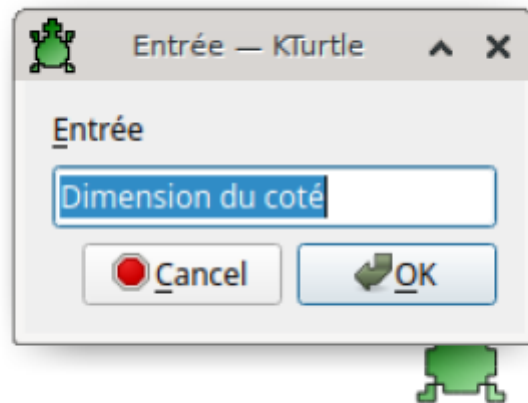 Entrée — KTurtle
Entrée
Dimension du coté
Cancel
OK